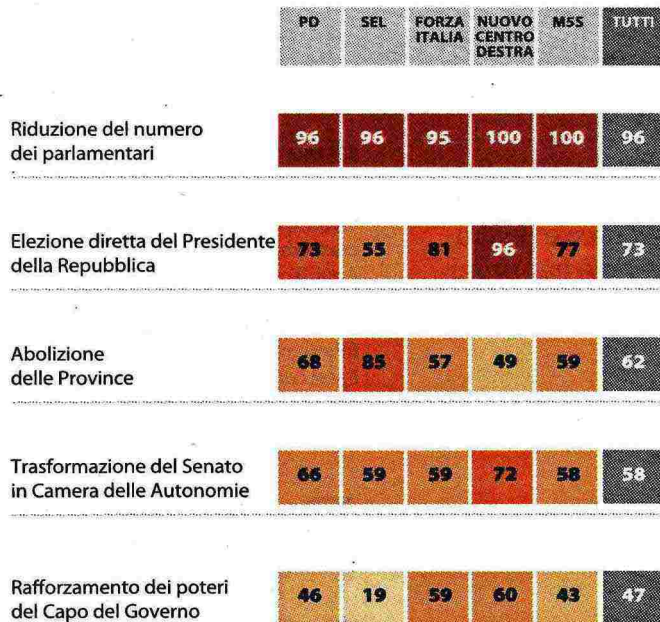 PD SEL FORZA ITALIA NUOVO CENTRO DESTRA M5S TUTTI
Riduzione del numero
dei parlamentari
96 96 95 100 100 96
Elezione diretta del Presidente
della Repubblica
73 55 81 96 77 73
Abolizione
delle Province
68 85 57 49 59 62
Trasformazione del Senato
in Camera delle Autonomie
66 59 59 72 58 58
Rafforzamento dei poteri
del Capo del Governo
46 19 59 60 43 47